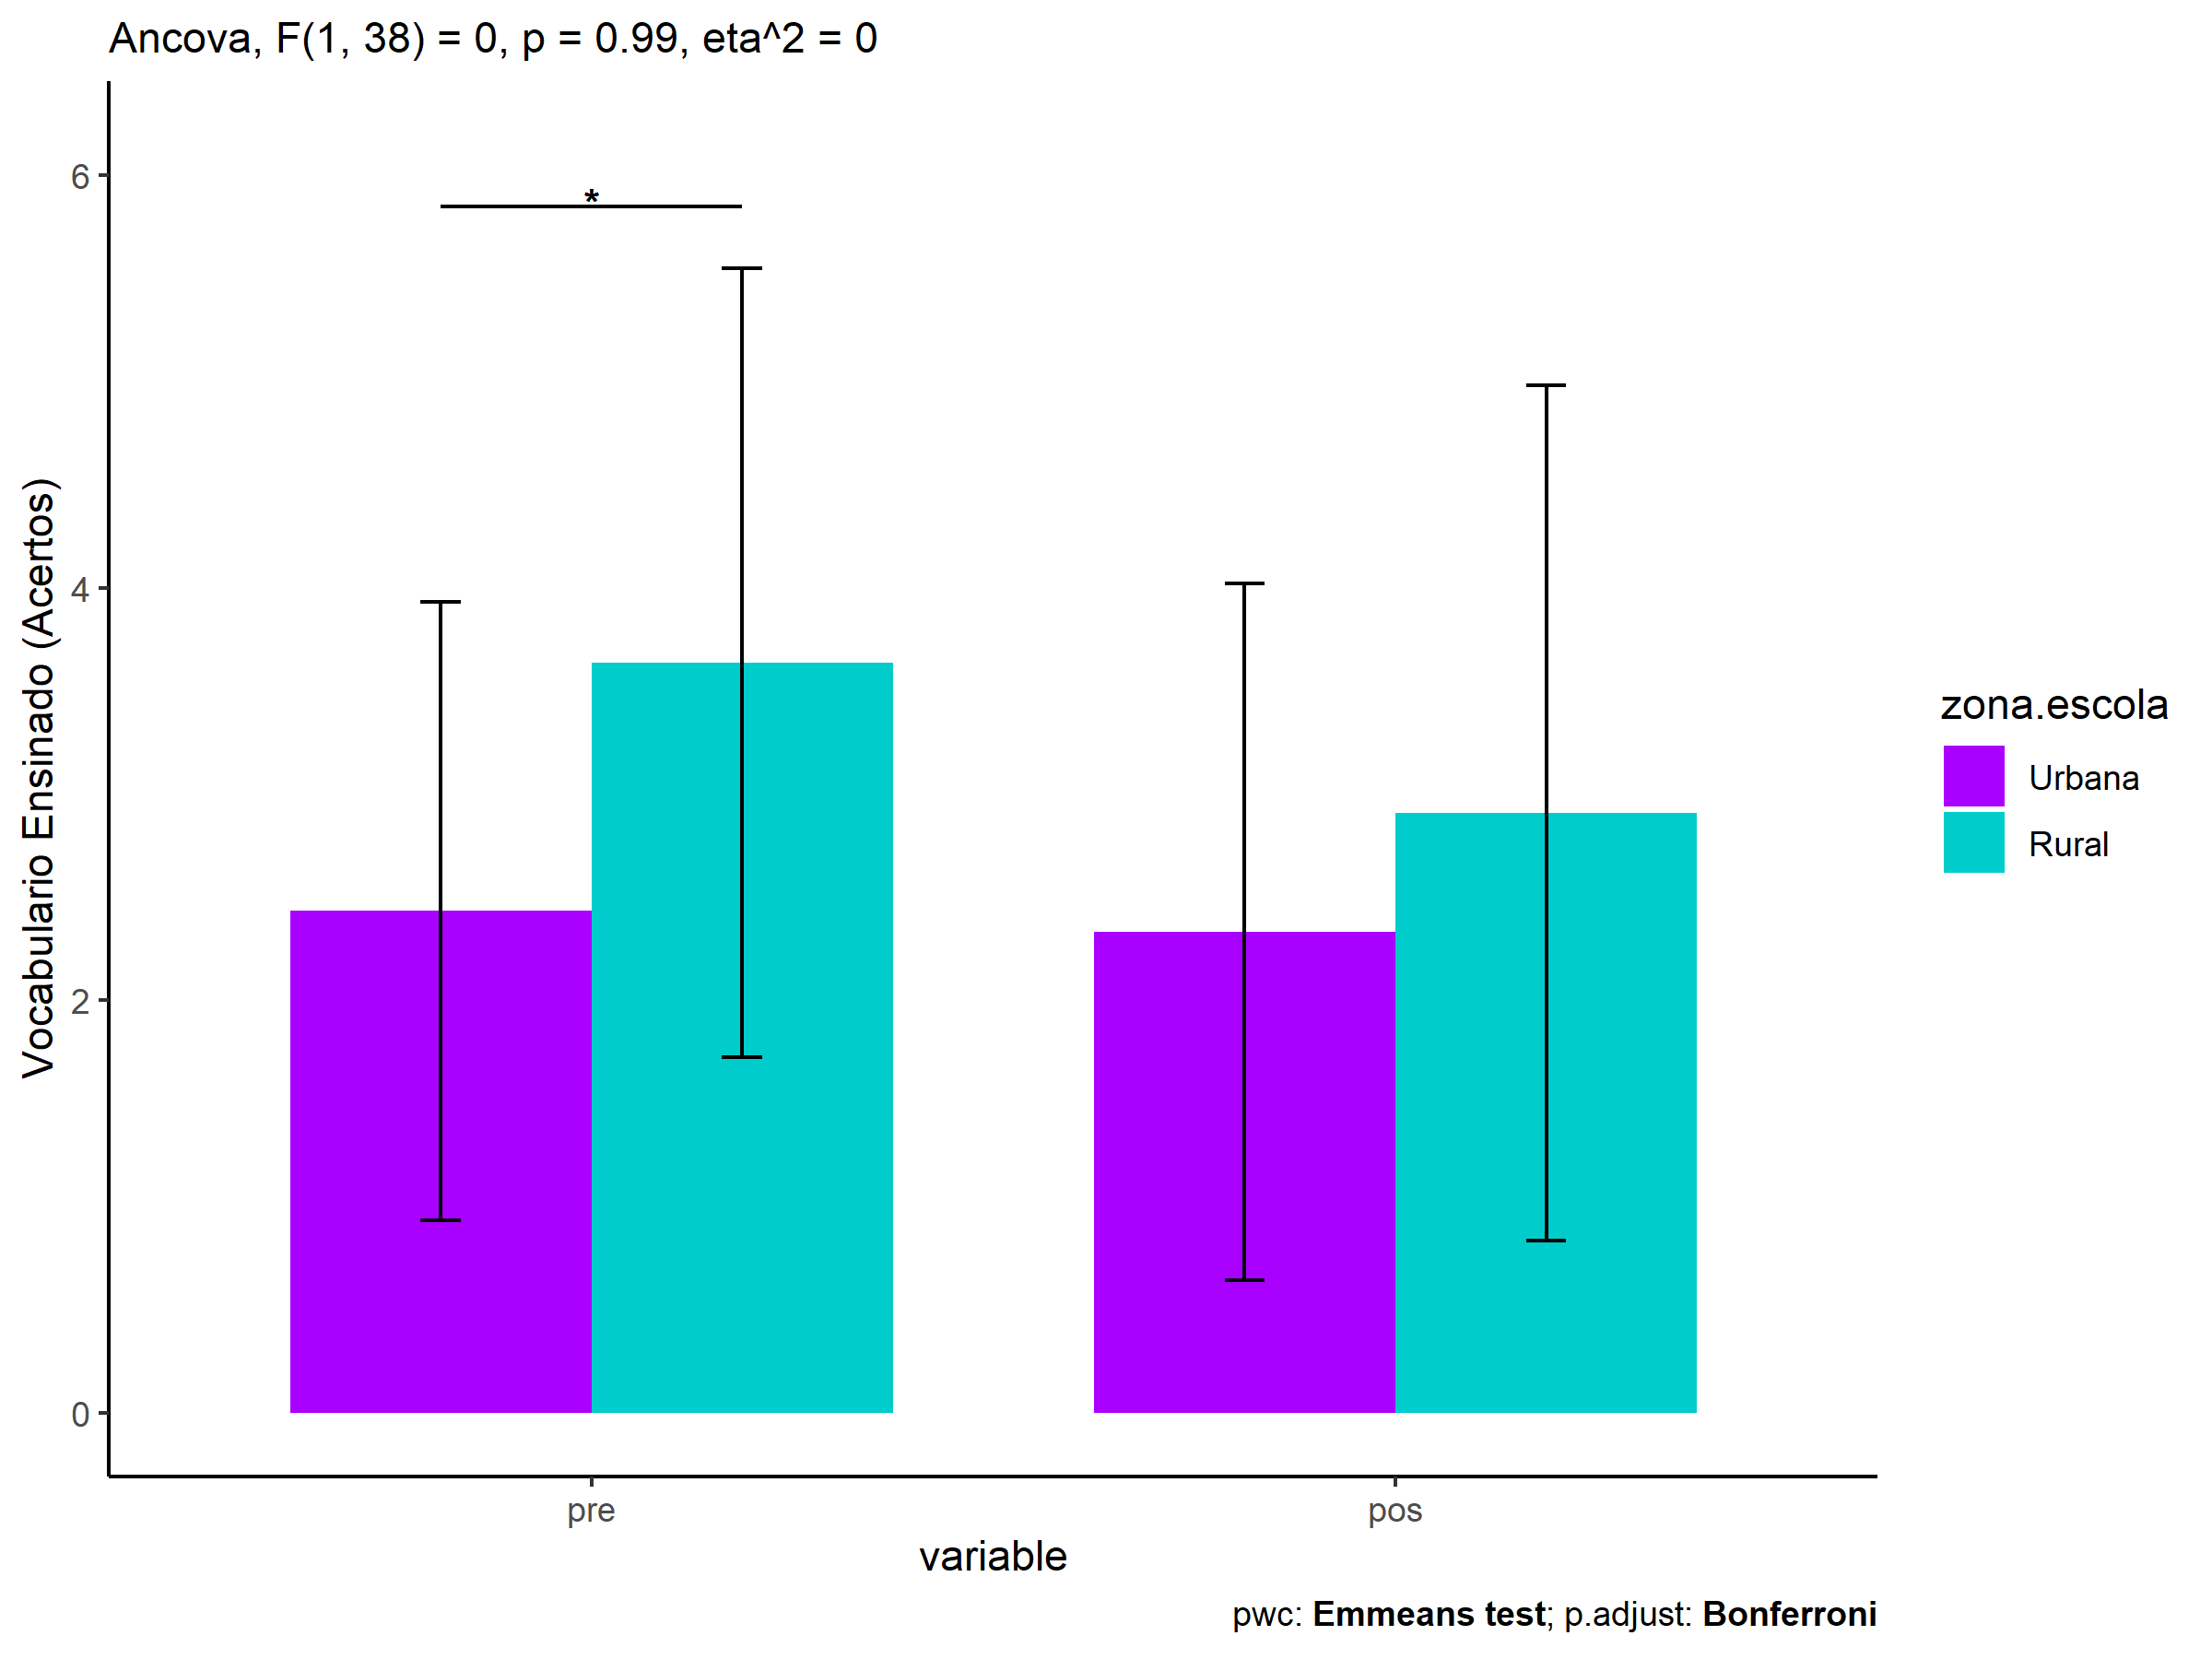 Ancova, F(1, 38) = 0, p = 0.99, eta^2 = 0
Vocabulario Ensinado (Acertos)
6
4
2
0
*
pre
pos
variable
zona.escola
Urbana
Rural
pwc: Emmeans test; p.adjust: Bonferroni